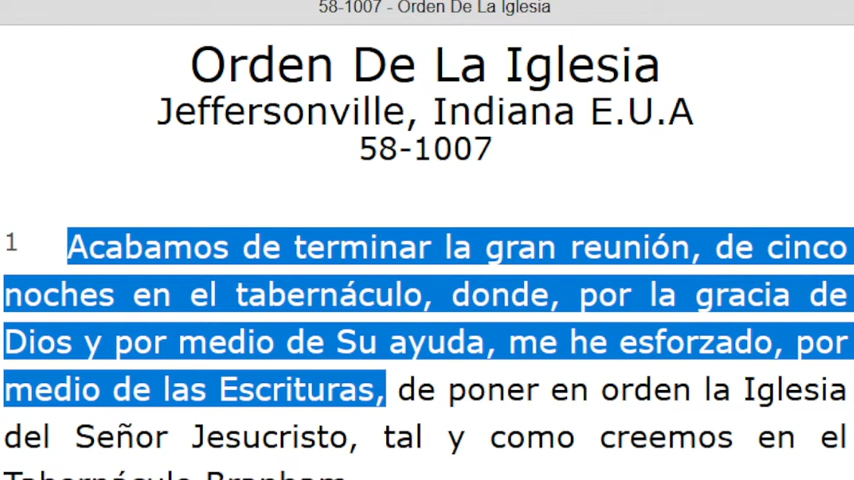 58-1007 - Orden De La Iglesia
Orden De La Iglesia
Jeffersonville, Indiana E.U.A
58-1007
1 Acabamos de terminar la gran reunión, de cinco
noches en el tabernáculo, donde, por la gracia de
Dios y por medio de Su ayuda, me he esforzado, por
medio de las Escrituras, de poner en orden la Iglesia
del Señor Jesucristo, tal y como creemos en el
Tabernáculo Branham